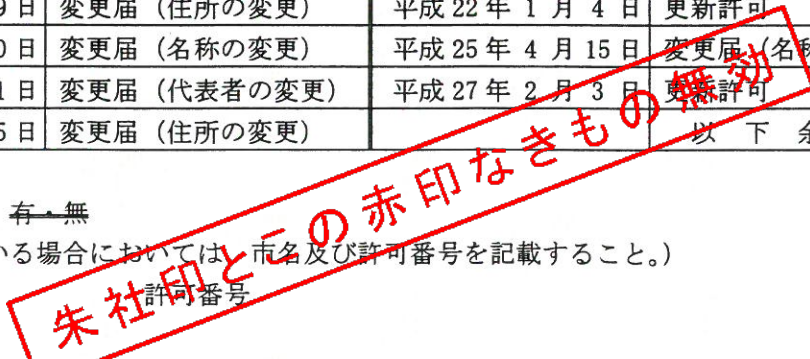 9日 変更届（住所の変更） 平成22年 1月 4日 更新許可
0日 変更届（名称の変更） 平成25年 4月15日 変更届（名称
1日 変更届（代表者の変更） 平成27年 2月 3日 更新許可
5日 変更届（住所の変更） 以下余
有・無
いる場合においては、市名及び許可番号を記載すること。）
許可番号
朱社印とこの赤印なきもの無効